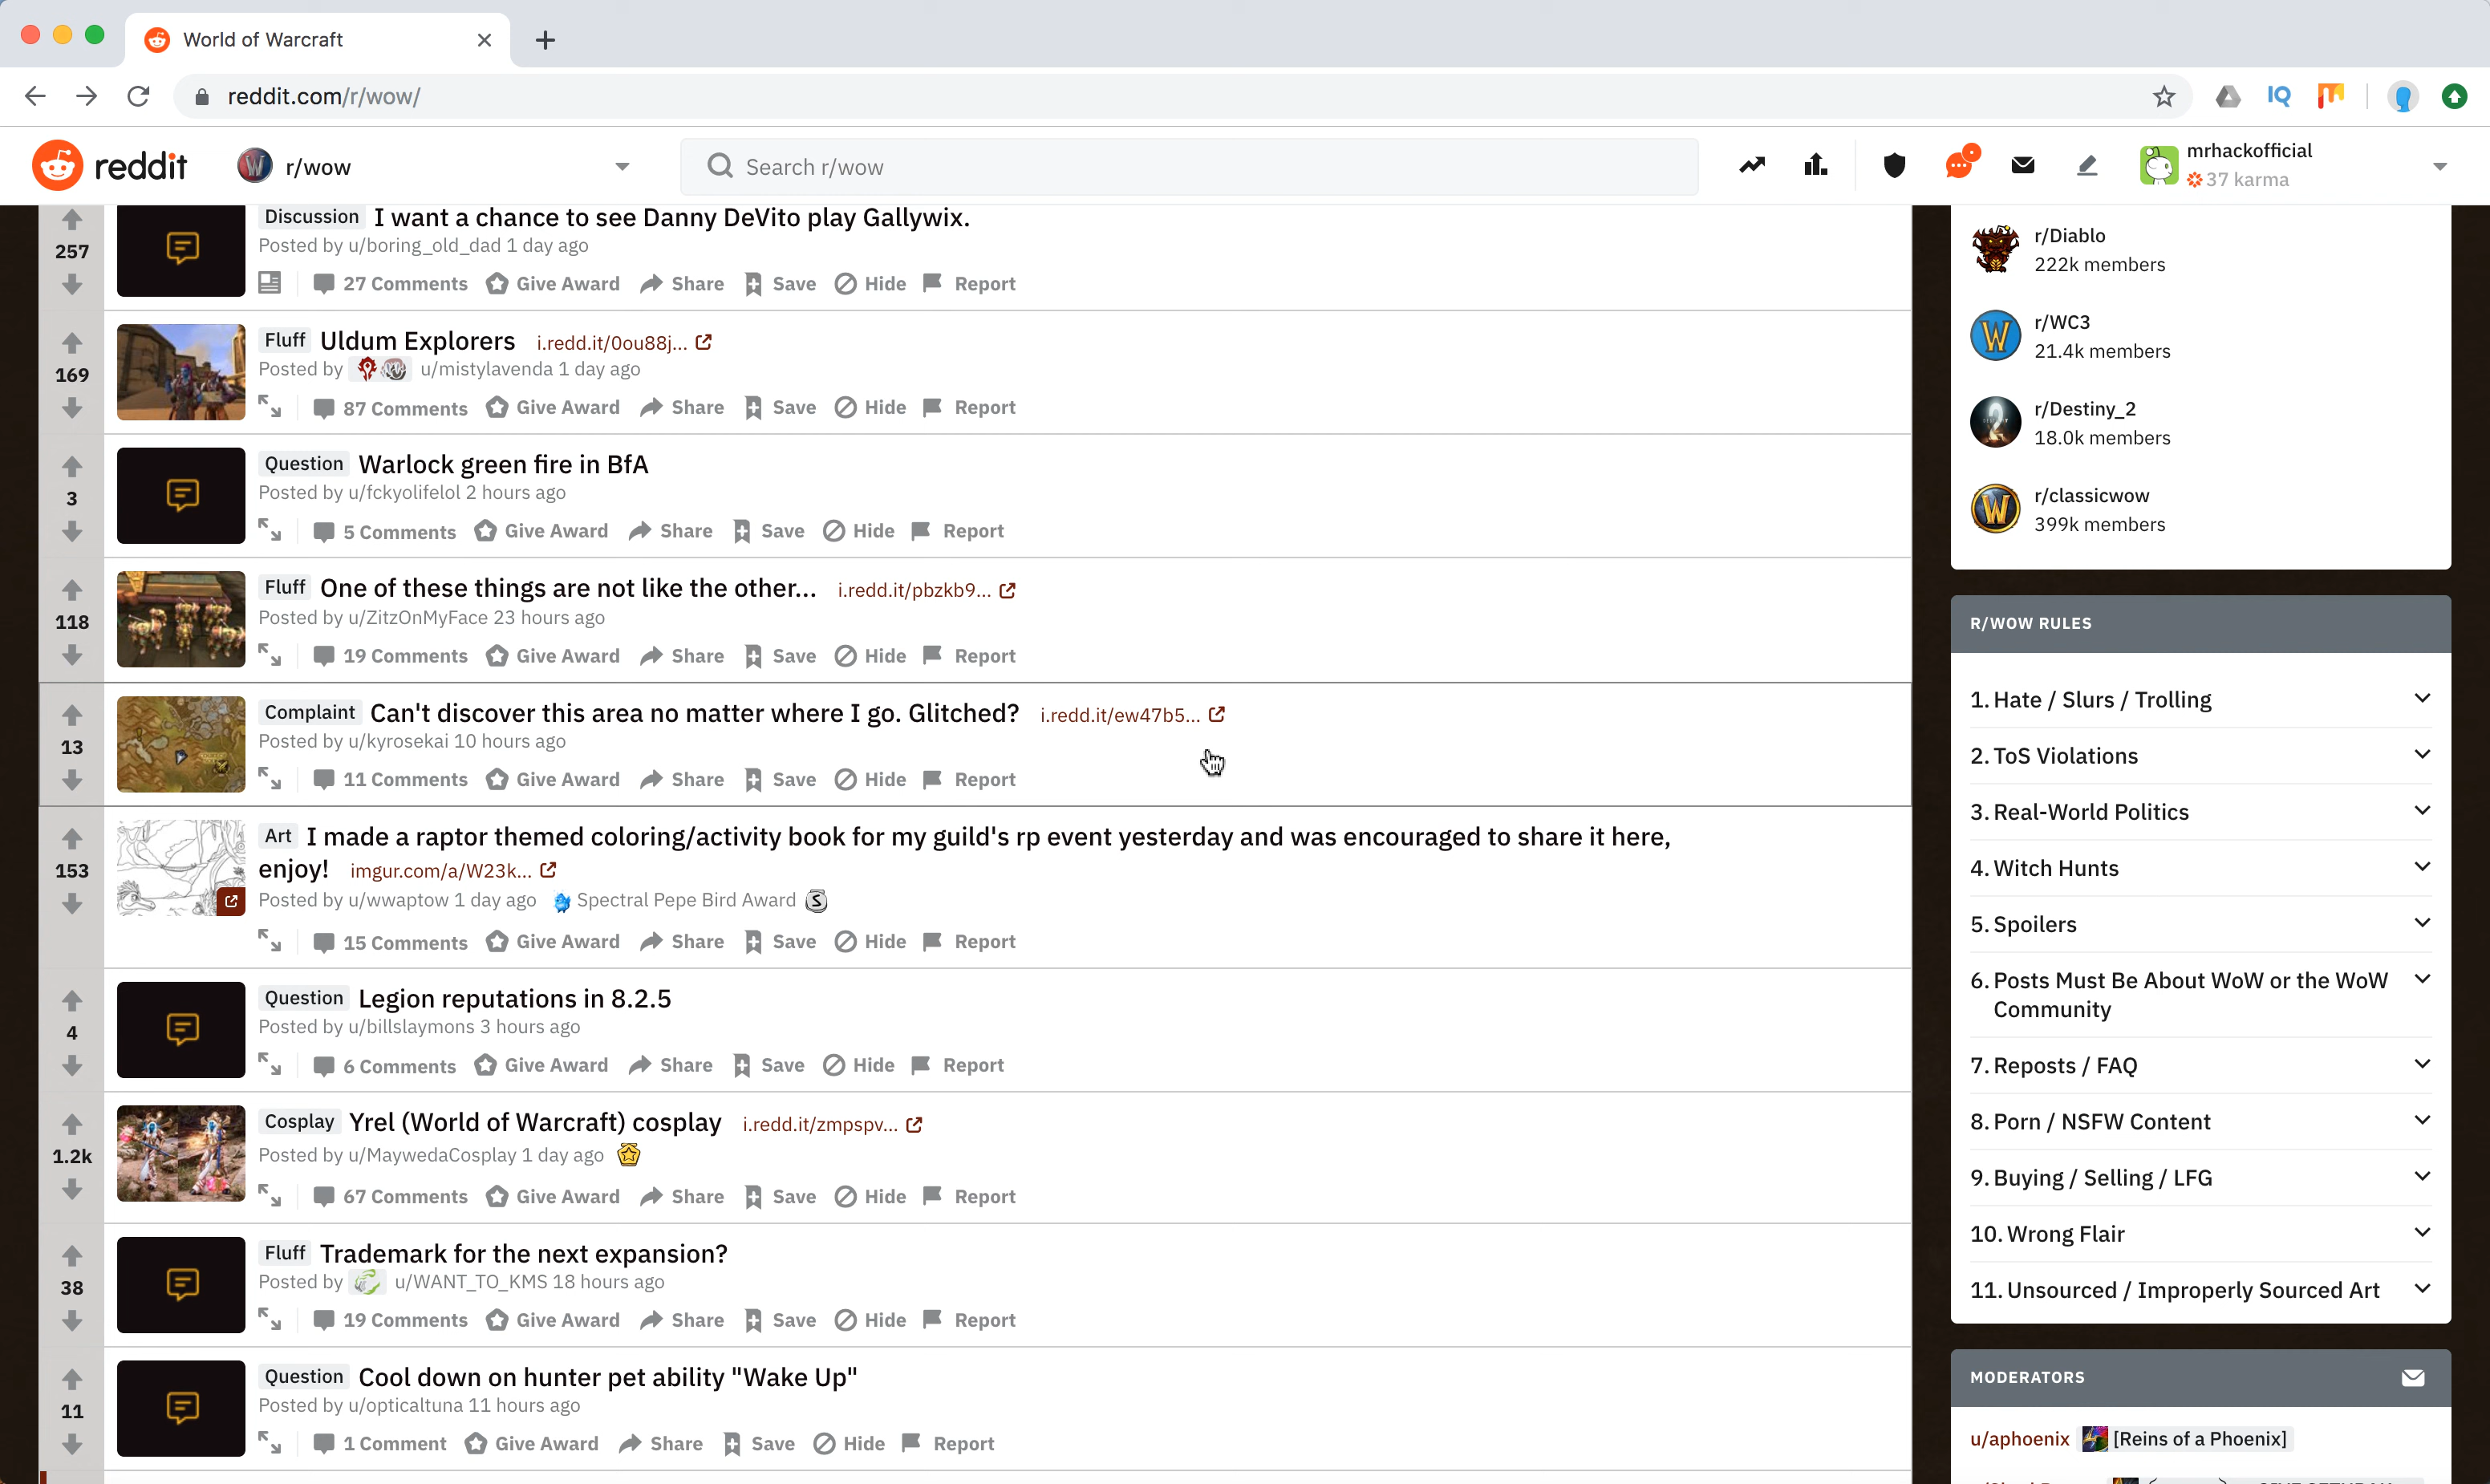 World of Warcraft
reddit.com/r/wow/
IQ
reddit
r/wow
Search r/wow
mrhackofficial
37 karma
257
Discussion I want a chance to see Danny DeVito play Gallywix.
Posted by u/boring_old_dad 1 day ago
27 Comments Give Award Share Save Hide Report
169
Fluff Uldum Explorers i.redd.it/0ou88j...
Posted by u/mistylavenda 1 day ago
87 Comments Give Award Share Save Hide Report
3
Question Warlock green fire in BfA
Posted by u/fckyolifelol 2 hours ago
5 Comments Give Award Share Save Hide Report
118
Fluff One of these things are not like the other... i.redd.it/pbzkb9...
Posted by u/ZitzOnMyFace 23 hours ago
19 Comments Give Award Share Save Hide Report
13
Complaint Can't discover this area no matter where I go. Glitched? i.redd.it/ew47b5...
Posted by u/kyrosekai 10 hours ago
11 Comments Give Award Share Save Hide Report
153
Art I made a raptor themed coloring/activity book for my guild's rp event yesterday and was encouraged to share it here,
enjoy! imgur.com/a/W23k...
Posted by u/wwaptow 1 day ago Spectral Pepe Bird Award S
15 Comments Give Award Share Save Hide Report
4
Question Legion reputations in 8.2.5
Posted by u/billslaymons 3 hours ago
6 Comments Give Award Share Save Hide Report
1.2k
Cosplay Yrel (World of Warcraft) cosplay i.redd.it/zmpspv...
Posted by u/MaywedaCosplay 1 day ago
67 Comments Give Award Share Save Hide Report
38
Fluff Trademark for the next expansion?
Posted by u/WANT_TO_KMS 18 hours ago
19 Comments Give Award Share Save Hide Report
11
Question Cool down on hunter pet ability "Wake Up"
Posted by u/opticaltuna 11 hours ago
1 Comment Give Award Share Save Hide Report
r/Diablo
222k members
r/WC3
21.4k members
r/Destiny_2
18.0k members
r/classicwow
399k members
R/WOW RULES
1. Hate / Slurs / Trolling
2. ToS Violations
3. Real-World Politics
4. Witch Hunts
5. Spoilers
6. Posts Must Be About WoW or the WoW
Community
7. Reposts / FAQ
8. Porn / NSFW Content
9. Buying / Selling / LFG
10. Wrong Flair
11. Unsourced / Improperly Sourced Art
MODERATORS
u/aphoenix [Reins of a Phoenix]